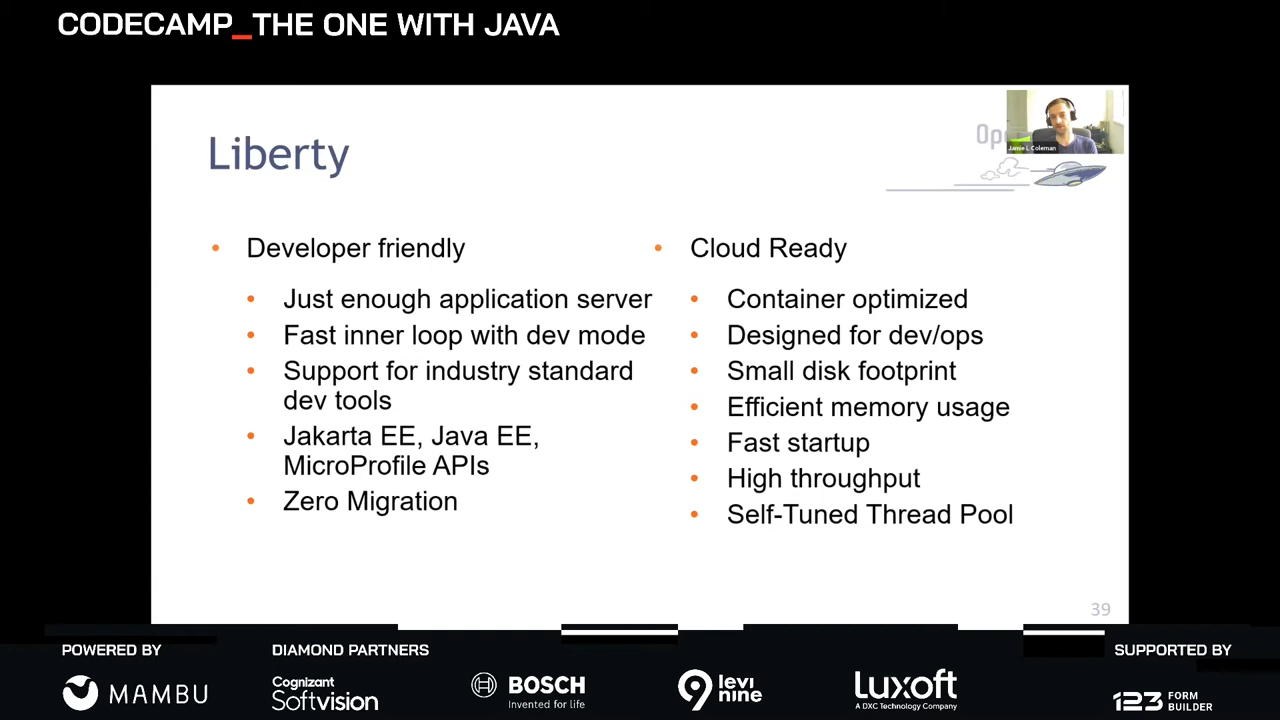 CODECAMP_THE ONE WITH JAVA
Liberty
Jamie L Coleman
Developer friendly
Just enough application server
Fast inner loop with dev mode
Support for industry standard
dev tools
Jakarta EE, Java EE,
MicroProfile APIs
Zero Migration
Cloud Ready
Container optimized
Designed for dev/ops
Small disk footprint
Efficient memory usage
Fast startup
High throughput
Self-Tuned Thread Pool
39
POWERED BY
MAMBU
DIAMOND PARTNERS
Cognizant
Softvision
BOSCH
Invented for life
levi
nine
Luxoft
A DXC Technology Company
SUPPORTED BY
123 FORM
BUILDER